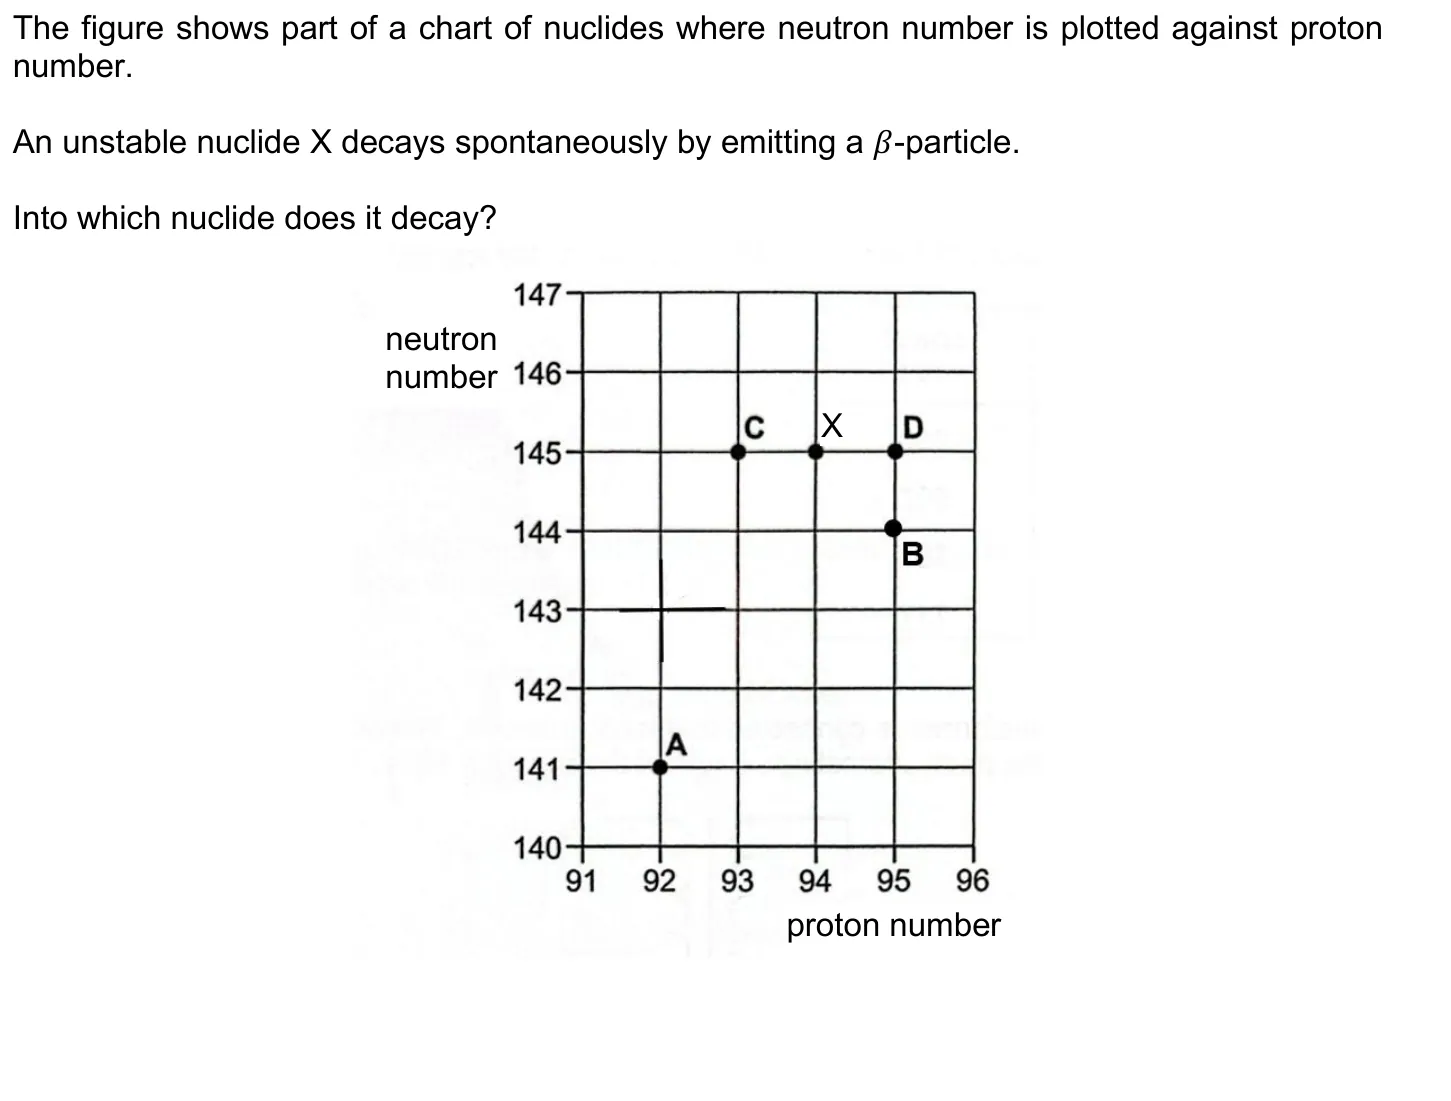 The figure shows part of a chart of nuclides where neutron number is plotted against proton
number.
An unstable nuclide X decays spontaneously by emitting a β-particle.
Into which nuclide does it decay?
147
neutron
number
146
C
X
D
145
144
B
143
142
A
141
140
91 92 93 94 95 96
proton number